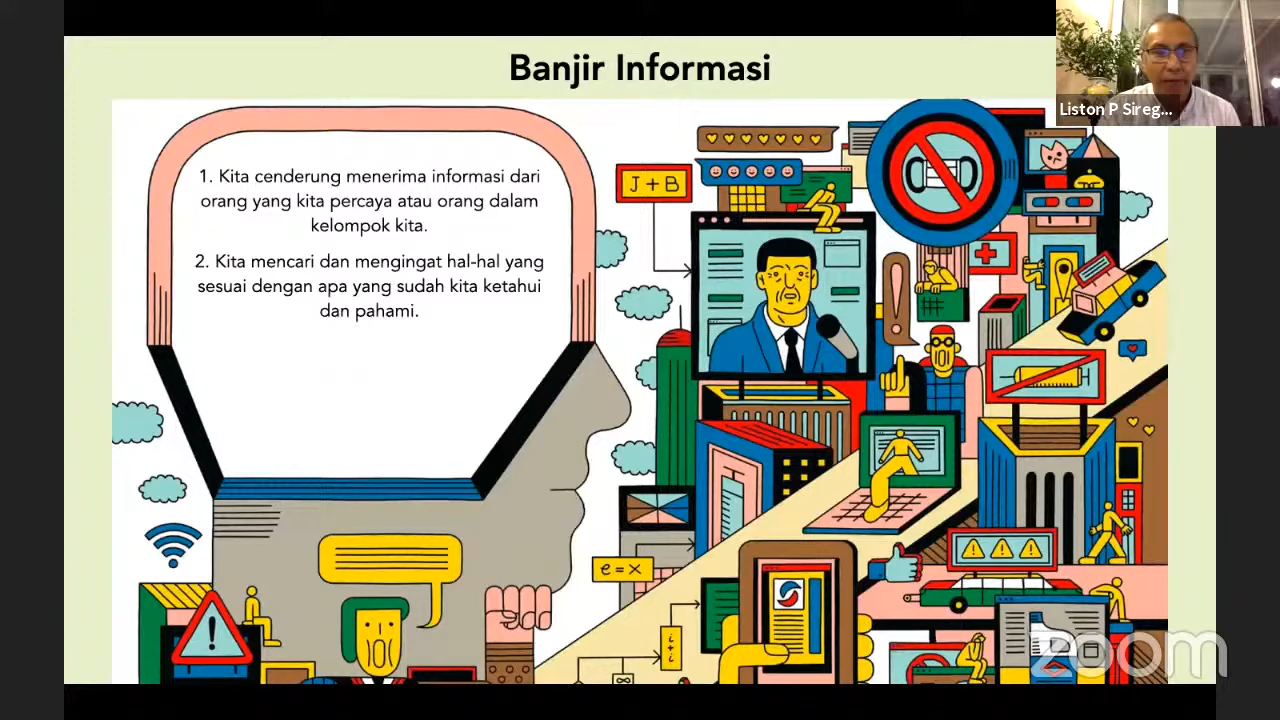 Banjir Informasi
Liston P Sireg...
1. Kita cenderung menerima informasi dari
orang yang kita percaya atau orang dalam
kelompok kita.
2. Kita mencari dan mengingat hal-hal yang
sesuai dengan apa yang sudah kita ketahui
dan pahami.
J + B
e = x
i + i
zoom